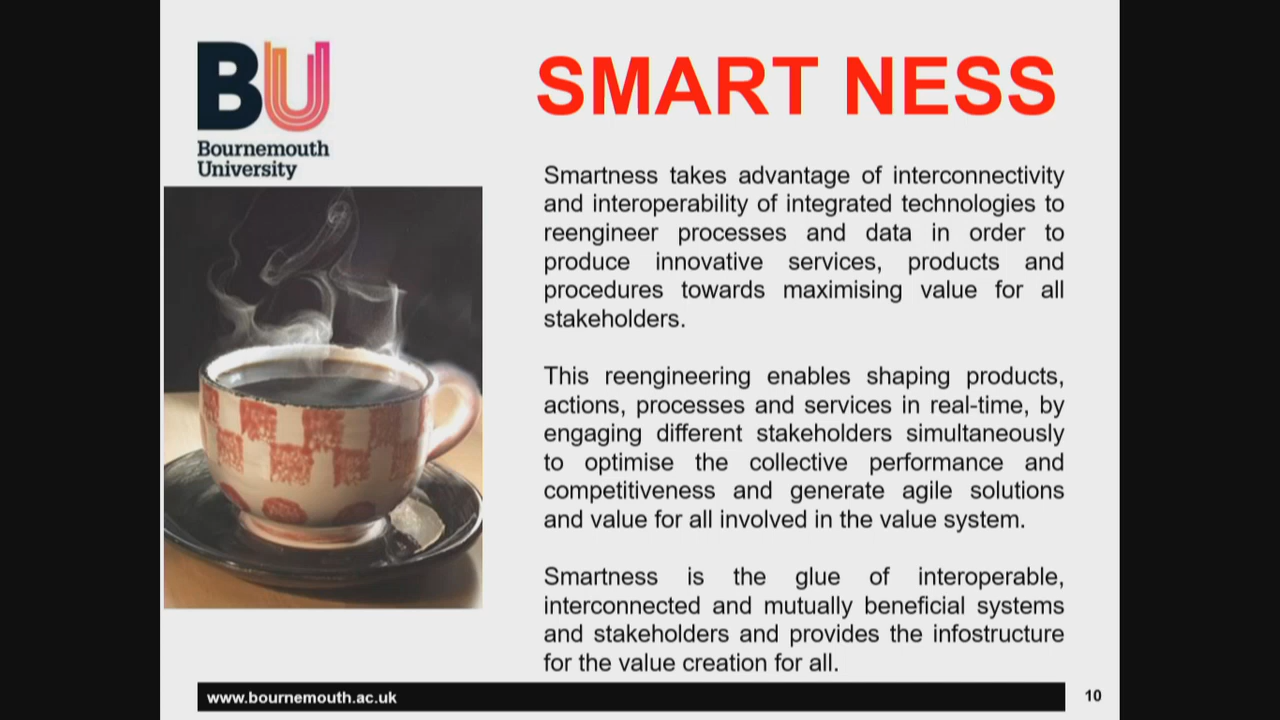 BU
Bournemouth
University
SMART NESS
Smartness takes advantage of interconnectivity
and interoperability of integrated technologies to
reengineer processes and data in order to
produce innovative services, products and
procedures towards maximising value for all
stakeholders.
This reengineering enables shaping products,
actions, processes and services in real-time, by
engaging different stakeholders simultaneously
to optimise the collective performance and
competitiveness and generate agile solutions
and value for all involved in the value system.
Smartness is the glue of interoperable,
interconnected and mutually beneficial systems
and stakeholders and provides the infostructure
for the value creation for all.
www.bournemouth.ac.uk
10